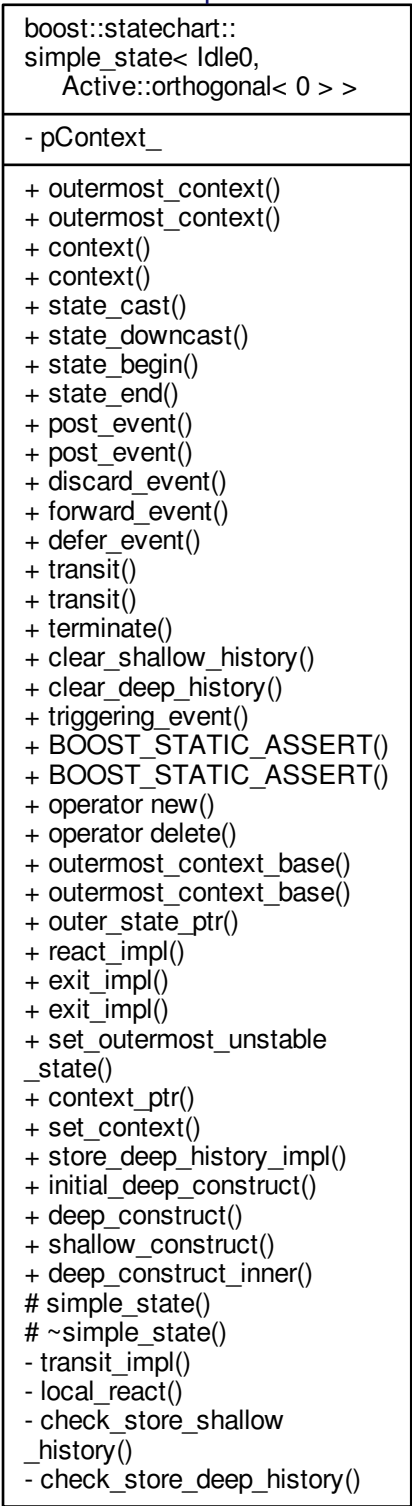 boost::statechart::
simple_state< Idle0,
Active::orthogonal< 0 > >
- pContext_
+ outermost_context()
+ outermost_context()
+ context()
+ context()
+ state_cast()
+ state_downcast()
+ state_begin()
+ state_end()
+ post_event()
+ post_event()
+ discard_event()
+ forward_event()
+ defer_event()
+ transit()
+ transit()
+ terminate()
+ clear_shallow_history()
+ clear_deep_history()
+ triggering_event()
+ BOOST_STATIC_ASSERT()
+ BOOST_STATIC_ASSERT()
+ operator new()
+ operator delete()
+ outermost_context_base()
+ outermost_context_base()
+ outer_state_ptr()
+ react_impl()
+ exit_impl()
+ exit_impl()
+ set_outermost_unstable
_state()
+ context_ptr()
+ set_context()
+ store_deep_history_impl()
+ initial_deep_construct()
+ deep_construct()
+ shallow_construct()
+ deep_construct_inner()
# simple_state()
# ~simple_state()
- transit_impl()
- local_react()
- check_store_shallow
_history()
- check_store_deep_history()